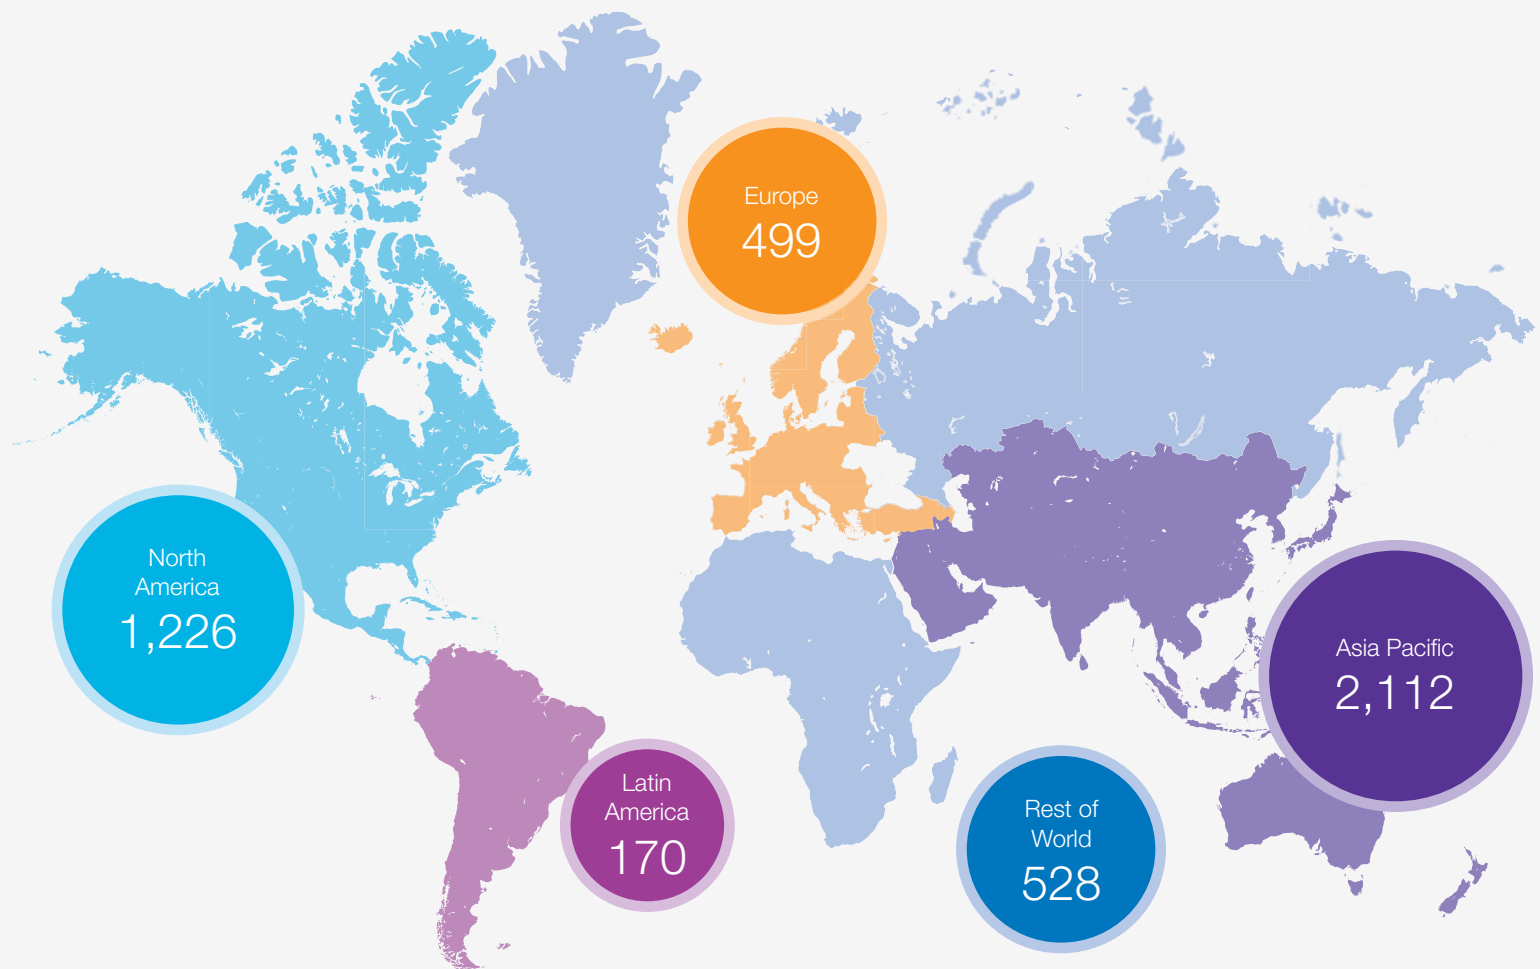 Europe
499
North
America
1,226
Asia Pacific
2,112
Latin
America
170
Rest of
World
528